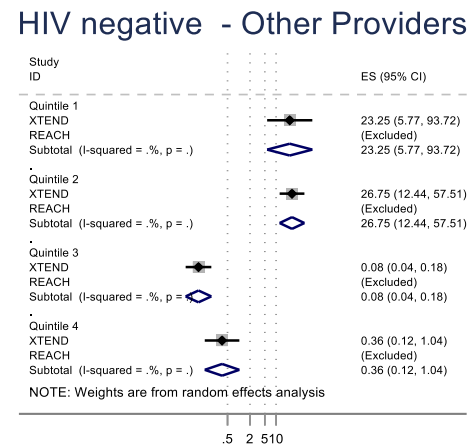 HIV negative  - Other Providers
Study
ID ES (95% CI)
Quintile 1
XTEND 23.25 (5.77, 93.72)
REACH (Excluded)
Subtotal  (I-squared = .%, p = .) 23.25 (5.77, 93.72)
.
Quintile 2
XTEND 26.75 (12.44, 57.51)
REACH (Excluded)
Subtotal  (I-squared = .%, p = .) 26.75 (12.44, 57.51)
.
Quintile 3
XTEND 0.08 (0.04, 0.18)
REACH (Excluded)
Subtotal  (I-squared = .%, p = .) 0.08 (0.04, 0.18)
.
Quintile 4
XTEND 0.36 (0.12, 1.04)
REACH (Excluded)
Subtotal  (I-squared = .%, p = .) 0.36 (0.12, 1.04)
NOTE: Weights are from random effects analysis
.5 2 5 10